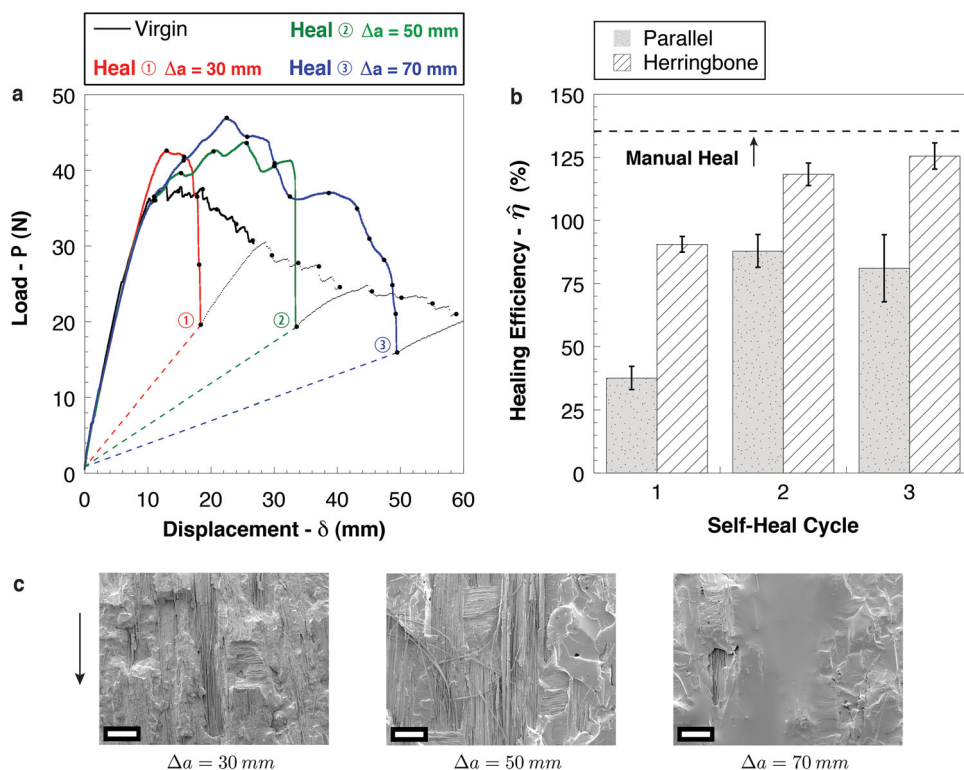 Virgin
Heal ② Δa = 50 mm
Heal ① Δa = 30 mm
Heal ③ Δa = 70 mm
Parallel
Herringbone
a
50
40
30
20
10
0
Load - P (N)
①
②
③
0 10 20 30 40 50 60
Displacement - δ (mm)
b
150
125
100
75
50
25
0
Healing Efficiency - η̂ (%)
Manual Heal
1 2 3
Self-Heal Cycle
c
Δa = 30 mm
Δa = 50 mm
Δa = 70 mm